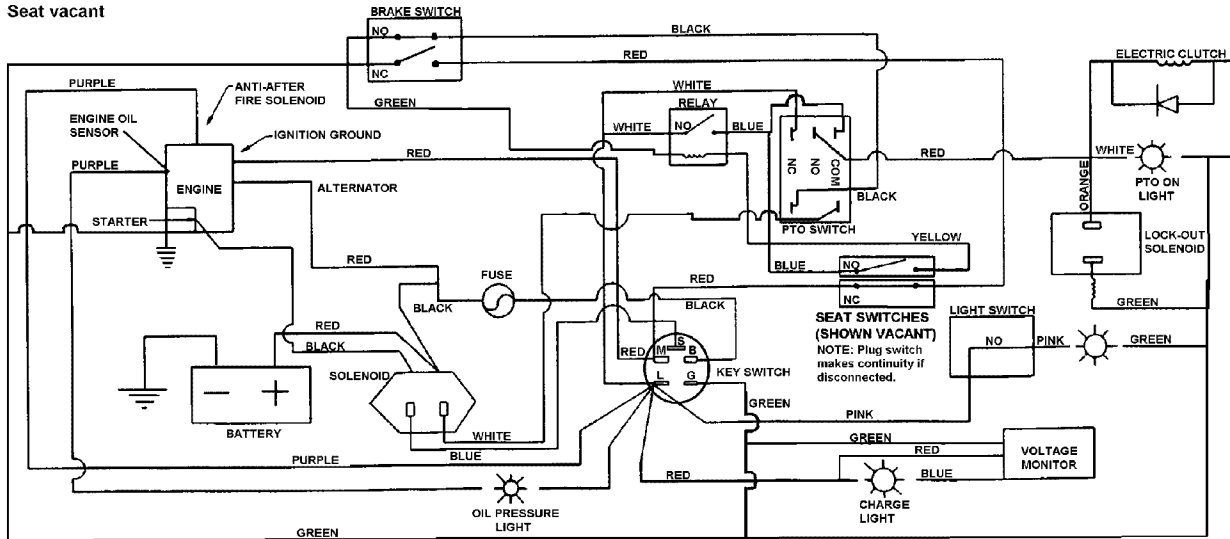 Seat vacant
BRAKE SWITCH
NO
NC
BLACK
RED
ELECTRIC CLUTCH
PURPLE
ANTI-AFTER
FIRE SOLENOID
WHITE
GREEN
RELAY
ENGINE OIL
SENSOR
IGNITION GROUND
WHITE
NO
BLUE
NC
NO
COM
RED
WHITE
PURPLE
RED
ENGINE
ALTERNATOR
BLACK
PTO ON
LIGHT
ORANGE
STARTER
PTO SWITCH
YELLOW
LOCK-OUT
SOLENOID
RED
FUSE
BLUE
NO
RED
NC
BLACK
BLACK
GREEN
SEAT SWITCHES
(SHOWN VACANT)
NOTE: Plug switch
makes continuity if
disconnected.
LIGHT SWITCH
NO
PINK
GREEN
RED
BLACK
RED
M
S
B
L
G
KEY SWITCH
SOLENOID
BATTERY
GREEN
PINK
WHITE
BLUE
GREEN
RED
VOLTAGE
MONITOR
PURPLE
RED
BLUE
OIL PRESSURE
LIGHT
CHARGE
LIGHT
GREEN